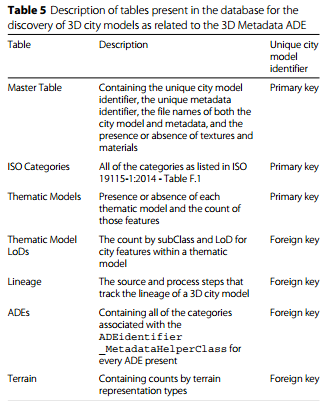 Table 5 Description of tables present in the database for the
discovery of 3D city models as related to the 3D Metadata ADE
Table Description Unique city
model
identifier
Master Table Containing the unique city model Primary key
identifier, the unique metadata
identifier, the file names of both the
city model and metadata, and the
presence or absence of textures and
materials
ISO Categories All of the categories as listed in ISO Primary key
19115-1:2014 - Table F.1
Thematic Models Presence or absence of each Primary key
thematic model and the count of
those features
Thematic Model The count by subClass and LoD for Foreign key
LoDs city features within a thematic
model
Lineage The source and process steps that Foreign key
track the lineage of a 3D city model
ADEs Containing all of the categories Foreign key
associated with the
ADEidentifier
_MetadataHelperClass for
every ADE present
Terrain Containing counts by terrain Foreign key
representation types